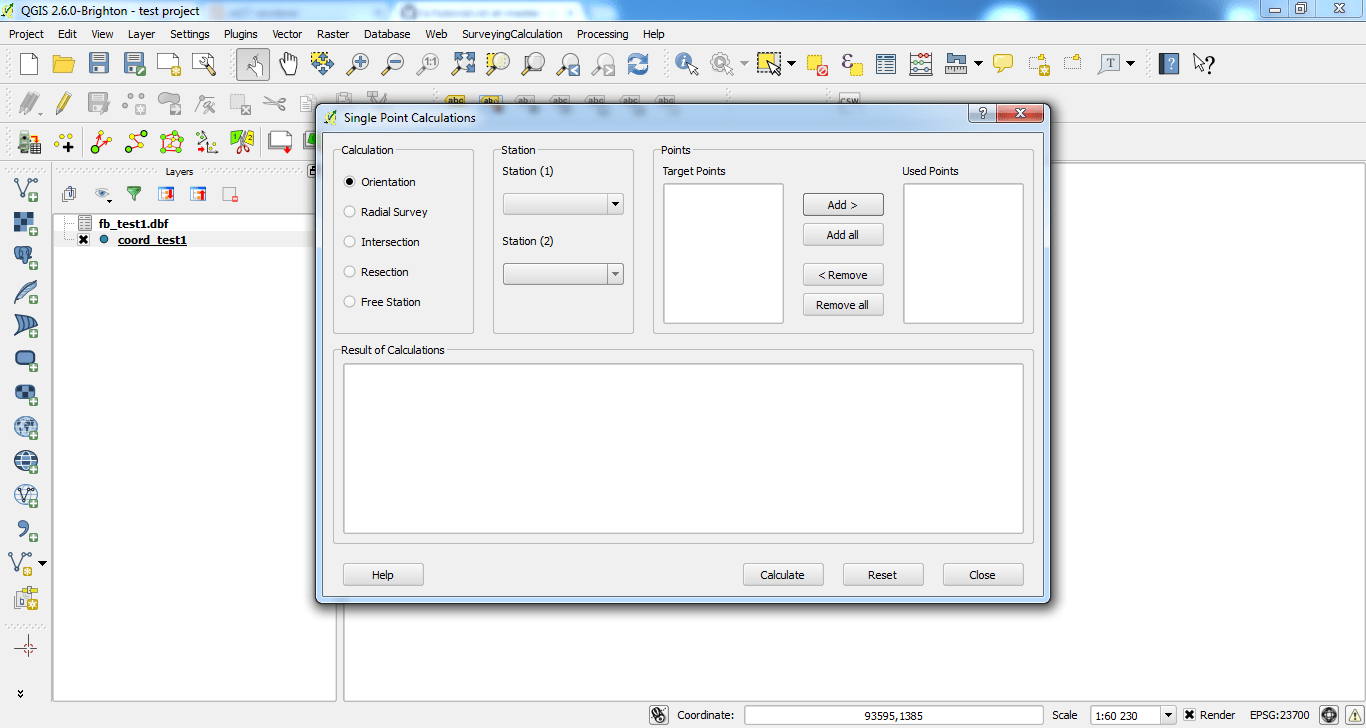 QGIS 2.6.0-Brighton - test project
Project Edit View Layer Settings Plugins Vector Raster Database Web SurveyingCalculation Processing Help
1:1
T
abc abc abc abc abc abc abc CSW
Single Point Calculations
Calculation
Orientation
Radial Survey
Intersection
Resection
Free Station
Station
Station (1)
Station (2)
Points
Target Points
Add >
Add all
< Remove
Remove all
Used Points
Result of Calculations
Help Calculate Reset Close
Layers
fb_test1.dbf
coord_test1
Coordinate: 93595,1385 Scale 1:60 230 Render EPSG:23700